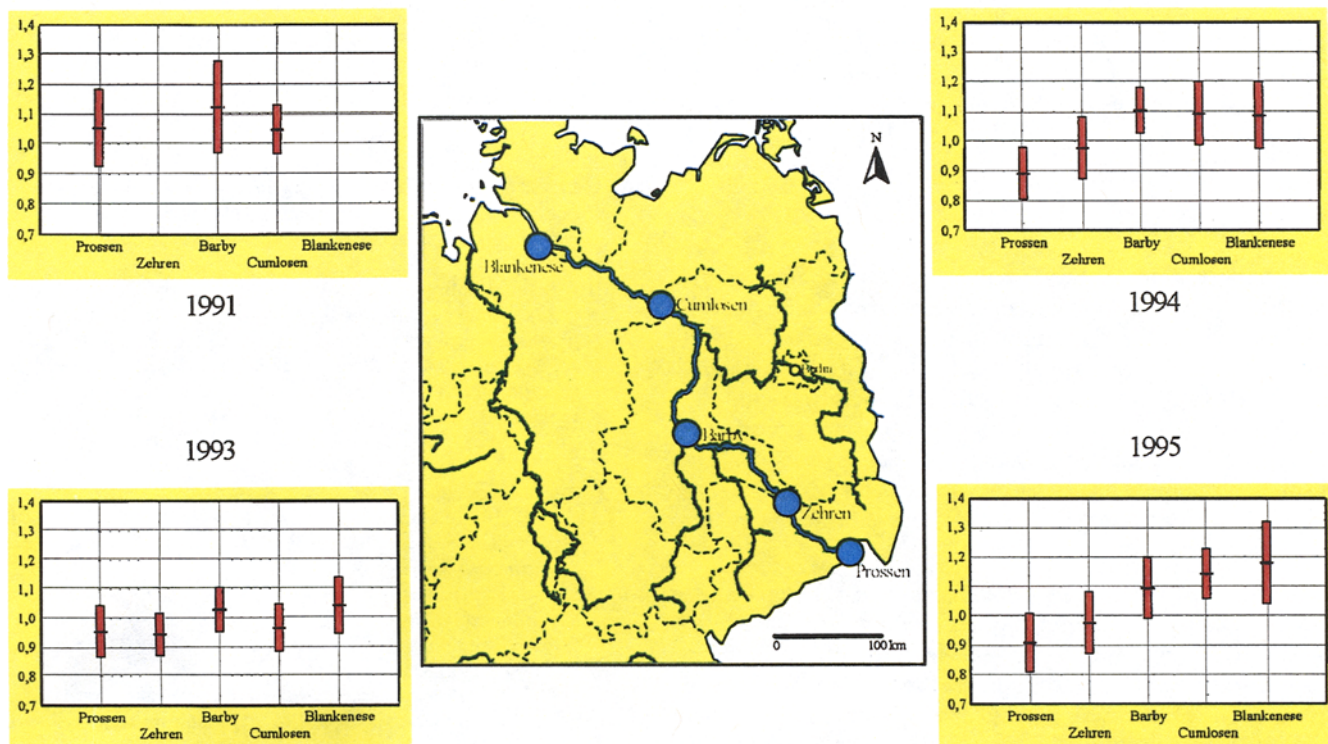 1,4
1,3
1,2
1,1
1,0
0,9
0,8
0,7
Prossen Barby Blankenese
Zehren Cumlosen
1991
1993
1,4
1,3
1,2
1,1
1,0
0,9
0,8
0,7
Prossen Barby Blankenese
Zehren Cumlosen
N
Blankenese
Cumlosen
Berlin
Barby
Zehren
Prossen
0 100 km
1,4
1,3
1,2
1,1
1,0
0,9
0,8
0,7
Prossen Barby Blankenese
Zehren Cumlosen
1994
1995
1,4
1,3
1,2
1,1
1,0
0,9
0,8
0,7
Prossen Barby Blankenese
Zehren Cumlosen